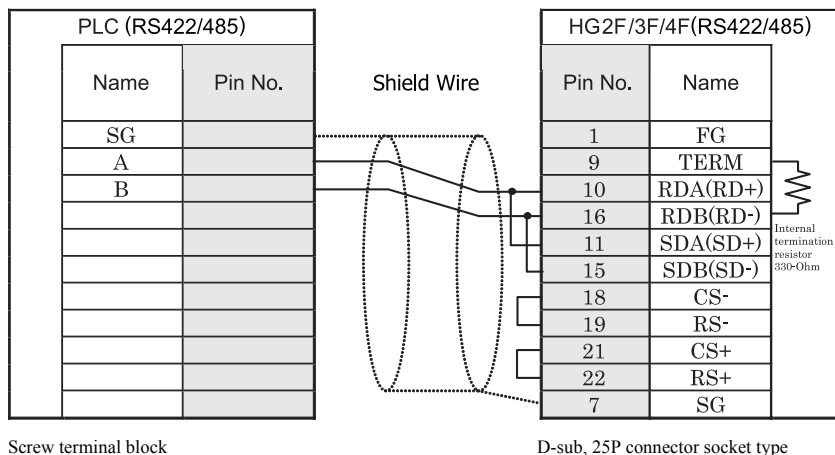 PLC (RS422/485)
Name Pin No.
SG
A
B
Shield Wire
HG2F/3F/4F(RS422/485)
Pin No. Name
1 FG
9 TERM
10 RDA(RD+)
16 RDB(RD-)
11 SDA(SD+)
15 SDB(SD-)
18 CS-
19 RS-
21 CS+
22 RS+
7 SG
Internal
termination
resistor
330-Ohm
Screw terminal block
D-sub, 25P connector socket type